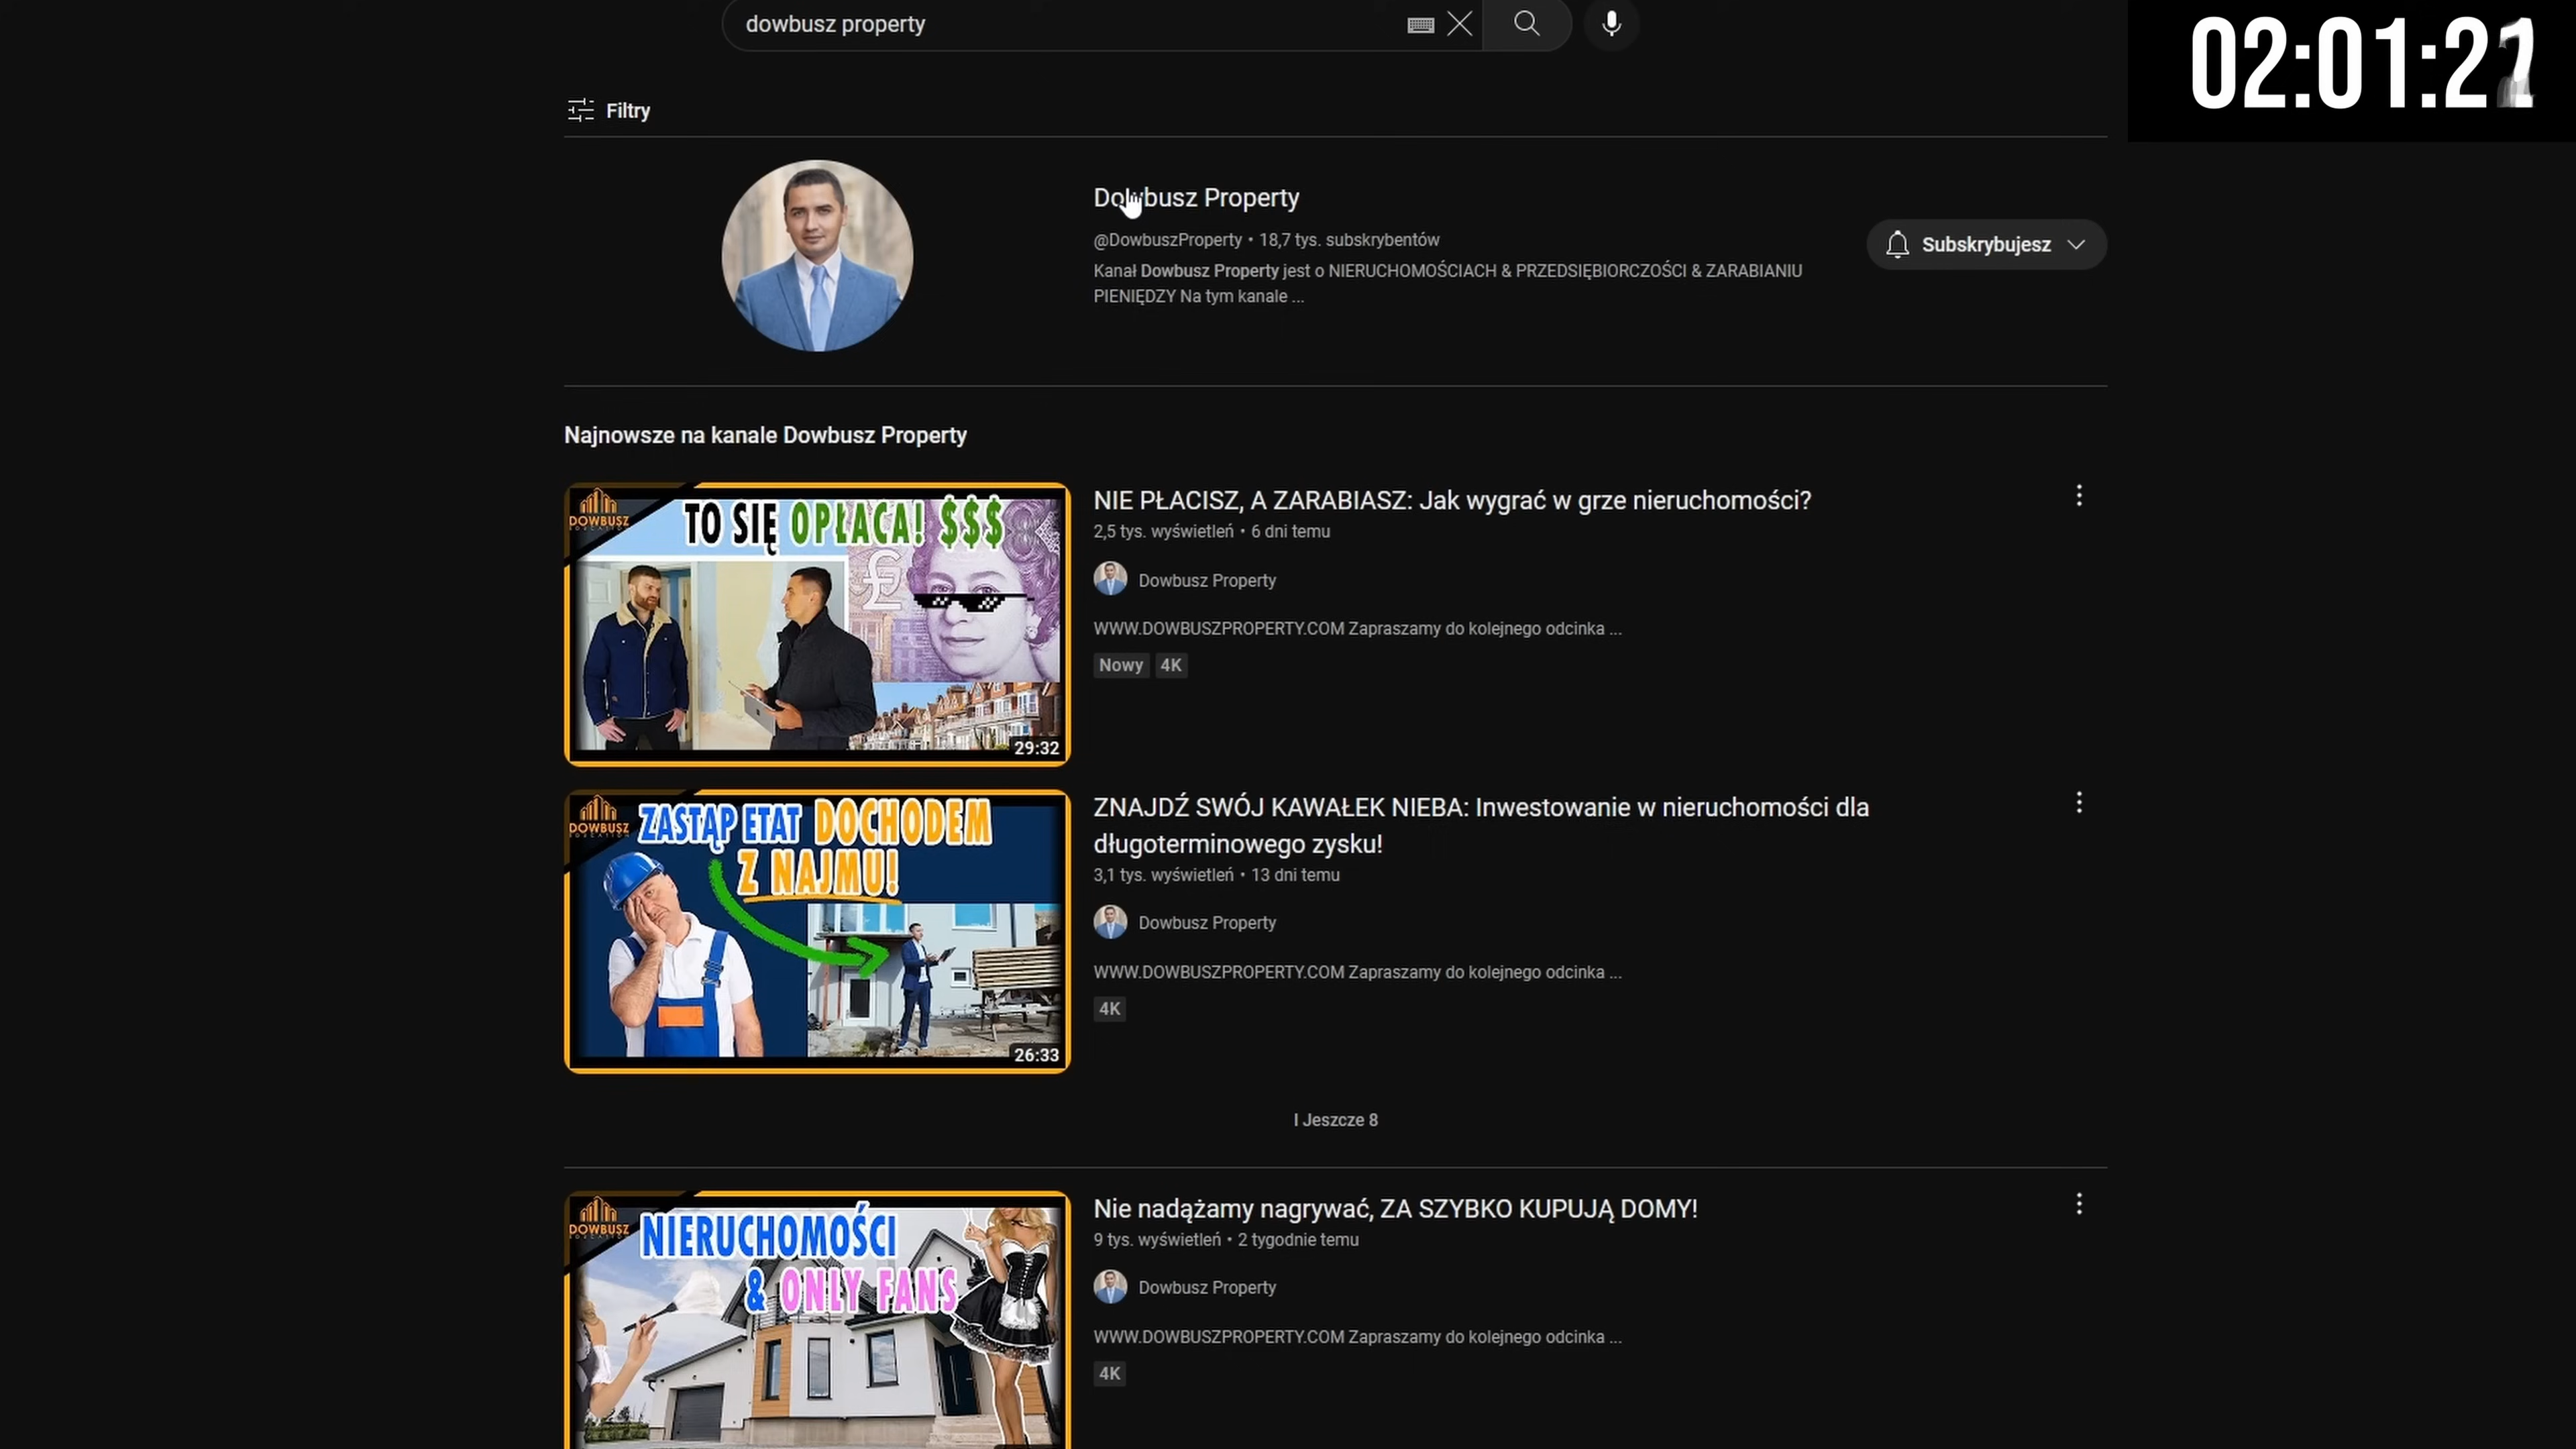 dowbusz property
02:01:2
Filtry
Dowbusz Property
@DowbuszProperty • 18,7 tys. subskrybentów
Kanał Dowbusz Property jest o NIERUCHOMOŚCIACH & PRZEDSIĘBIORCZOŚCI & ZARABIANIU
PIENIĘDZY Na tym kanale ...
Subskrybujesz
Najnowsze na kanale Dowbusz Property
DOWBUSZ
EDUCATION
TO SIĘ OPŁACA! $$$
£
29:32
NIE PŁACISZ, A ZARABIASZ: Jak wygrać w grze nieruchomości?
2,5 tys. wyświetleń • 6 dni temu
Dowbusz Property
WWW.DOWBUSZPROPERTY.COM Zapraszamy do kolejnego odcinka ...
Nowy 4K
DOWBUSZ
EDUCATION
ZASTĄP ETAT DOCHODEM
Z NAJMU!
26:33
ZNAJDŹ SWÓJ KAWAŁEK NIEBA: Inwestowanie w nieruchomości dla
długoterminowego zysku!
3,1 tys. wyświetleń • 13 dni temu
Dowbusz Property
WWW.DOWBUSZPROPERTY.COM Zapraszamy do kolejnego odcinka ...
4K
I Jeszcze 8
DOWBUSZ
EDUCATION
NIERUCHOMOŚCI
& ONLY FANS
Nie nadążamy nagrywać, ZA SZYBKO KUPUJĄ DOMY!
9 tys. wyświetleń • 2 tygodnie temu
Dowbusz Property
WWW.DOWBUSZPROPERTY.COM Zapraszamy do kolejnego odcinka ...
4K